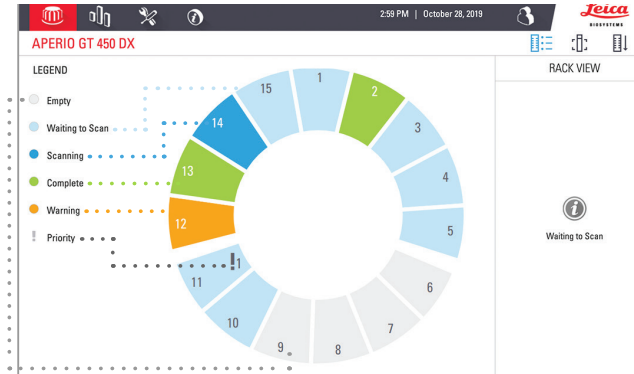 2:59 PM | October 28, 2019
Leica
BIOSYSTEMS
APERIO GT 450 DX
LEGEND
RACK VIEW
Empty
Waiting to Scan
Scanning
Complete
Warning
! Priority
1
2
3
4
5
6
7
8
9
10
11
!1
12
13
14
15
i
Waiting to Scan